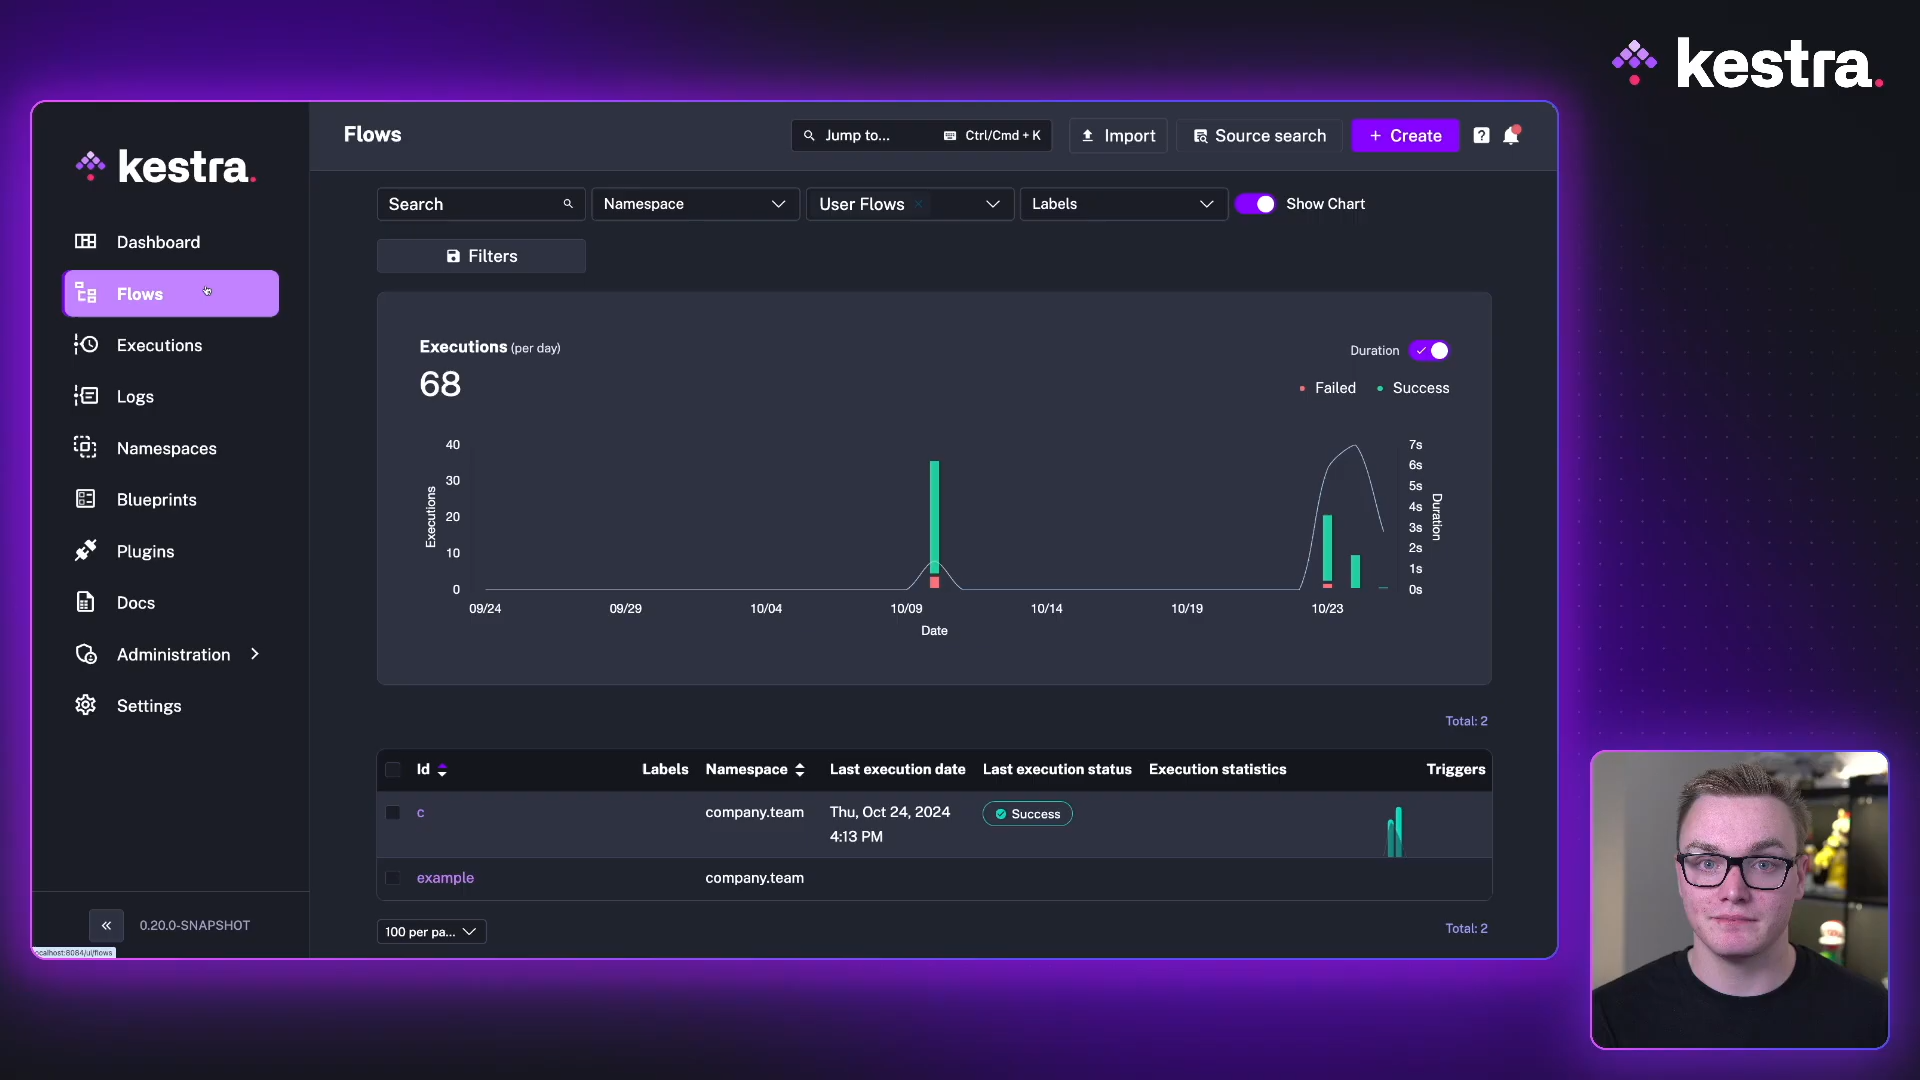 kestra.
kestra.
Dashboard
Flows
Executions
Logs
Namespaces
Blueprints
Plugins
Docs
Administration
Settings
0.20.0-SNAPSHOT
localhost:8084/ui/flows
Flows
Jump to... Ctrl/Cmd + K
Import
Source search
+ Create
Search
Namespace
User Flows
Labels
Show Chart
Filters
Executions (per day)
68
Duration
Failed Success
40
30
20
10
0
Executions
7s
6s
5s
4s
3s
2s
1s
0s
Duration
09/24 09/29 10/04 10/09 10/14 10/19 10/23
Date
Total: 2
Id Labels Namespace Last execution date Last execution status Execution statistics Triggers
c company.team Thu, Oct 24, 2024 Success
4:13 PM
example company.team
100 per pa...
Total: 2